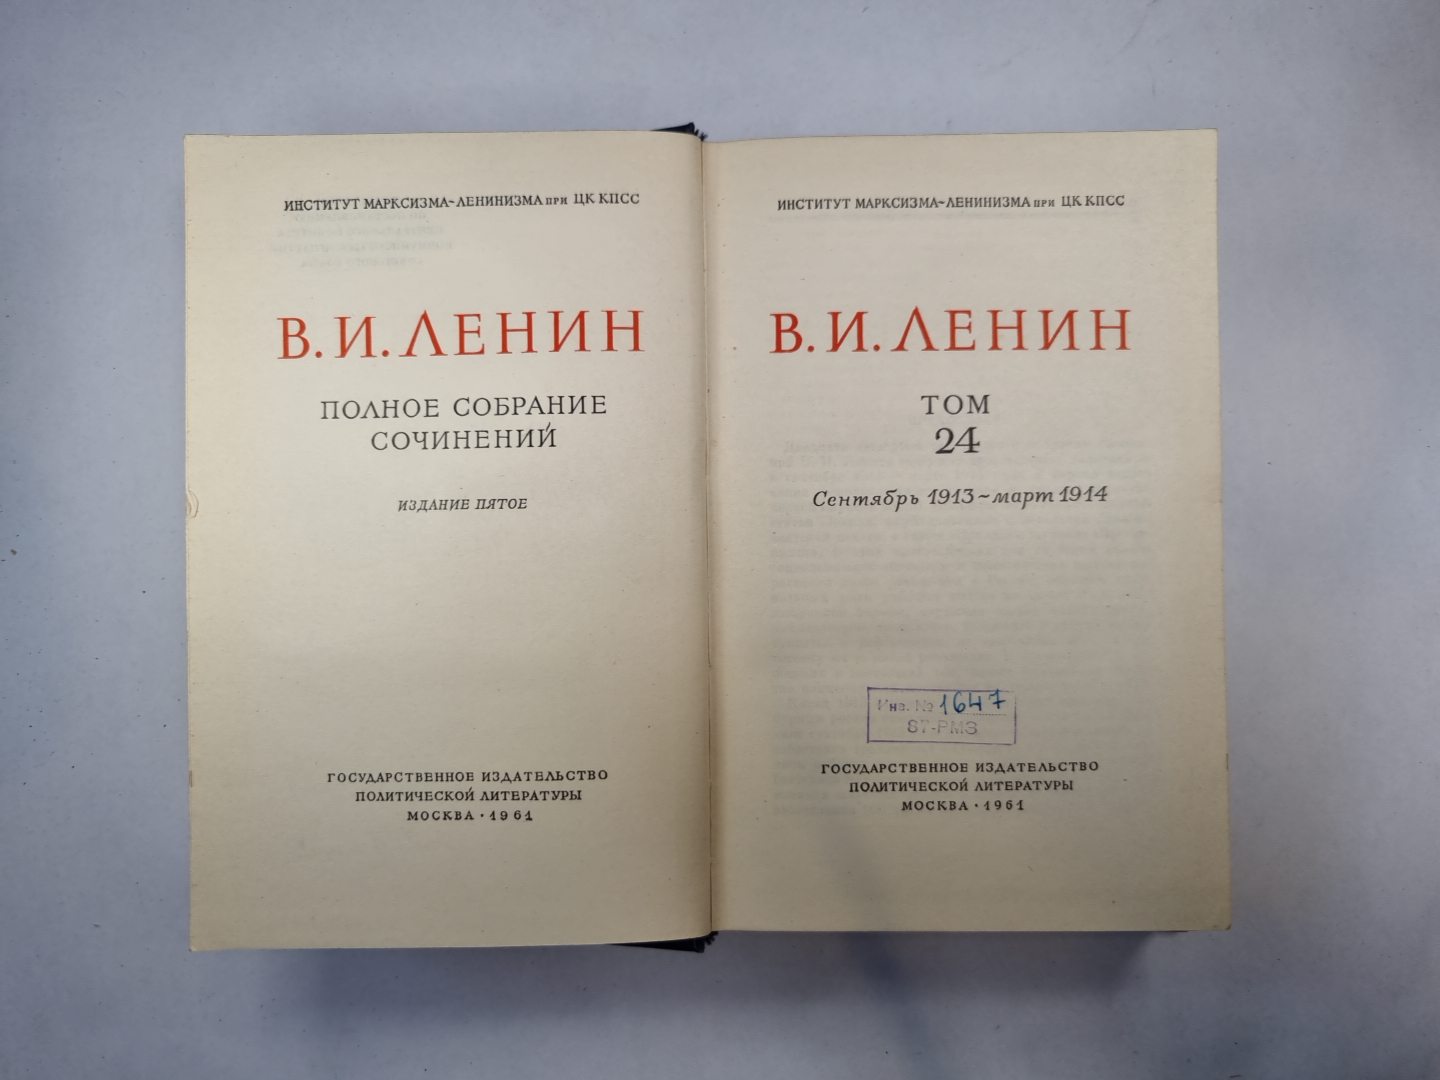 ИНСТИТУТ МАРКСИЗМА-ЛЕНИНИЗМА ПРИ ЦК КПСС
В. И. ЛЕНИН
ПОЛНОЕ СОБРАНИЕ
СОЧИНЕНИЙ
ИЗДАНИЕ ПЯТОЕ
ГОСУДАРСТВЕННОЕ ИЗДАТЕЛЬСТВО
ПОЛИТИЧЕСКОЙ ЛИТЕРАТУРЫ
МОСКВА · 1961
ИНСТИТУТ МАРКСИЗМА-ЛЕНИНИЗМА ПРИ ЦК КПСС
В. И. ЛЕНИН
ТОМ
24
Сентябрь 1913 ~ март 1914
Инв. № 1647
87-РМЗ
ГОСУДАРСТВЕННОЕ ИЗДАТЕЛЬСТВО
ПОЛИТИЧЕСКОЙ ЛИТЕРАТУРЫ
МОСКВА · 1961